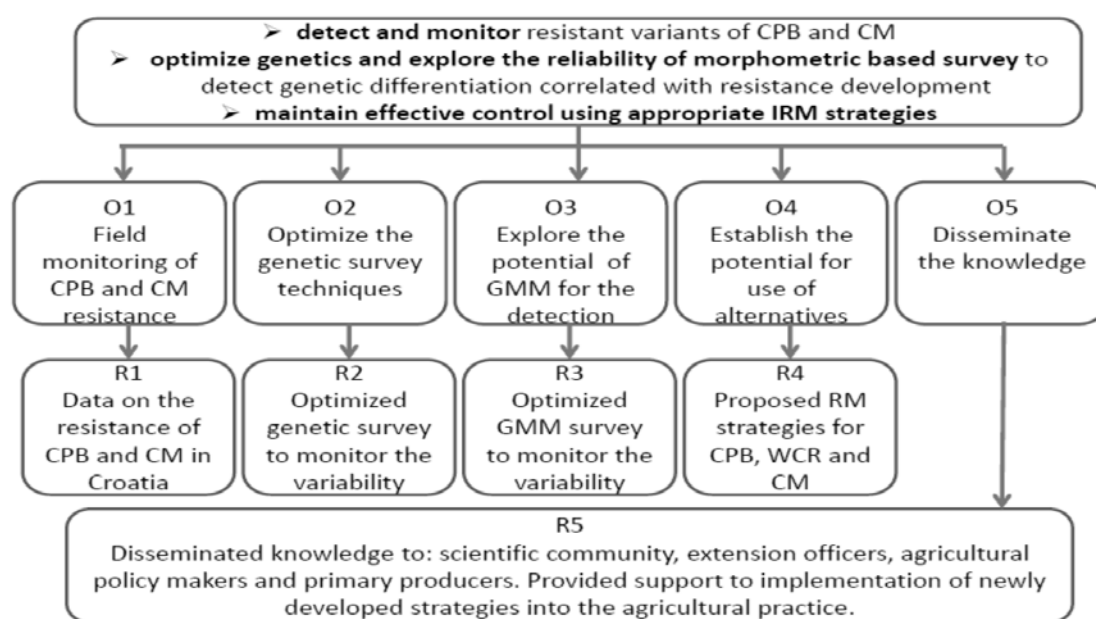 ➢ detect and monitor resistant variants of CPB and CM
➢ optimize genetics and explore the reliability of morphometric based survey to
detect genetic differentiation correlated with resistance development
➢ maintain effective control using appropriate IRM strategies
O1
Field
monitoring of
CPB and CM
resistance
O2
Optimize the
genetic survey
techniques
O3
Explore the
potential of
GMM for the
detection
O4
Establish the
potential for
use of
alternatives
O5
Disseminate
the knowledge
R1
Data on the
resistance of
CPB and CM in
Croatia
R2
Optimized
genetic survey
to monitor the
variability
R3
Optimized
GMM survey
to monitor the
variability
R4
Proposed RM
strategies for
CPB, WCR and
CM
R5
Disseminated knowledge to: scientific community, extension officers, agricultural
policy makers and primary producers. Provided support to implementation of newly
developed strategies into the agricultural practice.